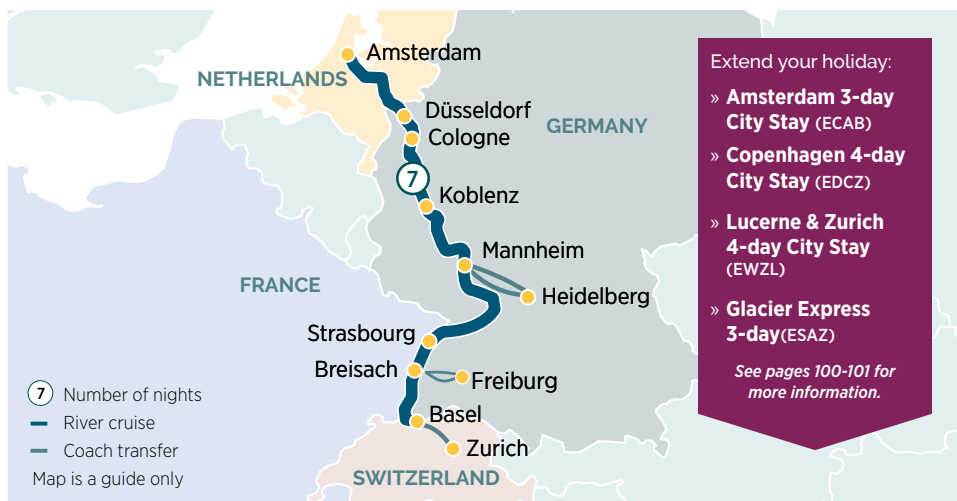 Amsterdam
NETHERLANDS
Düsseldorf
Cologne
GERMANY
7
Koblenz
Mannheim
FRANCE
Heidelberg
Strasbourg
Breisach
Freiburg
Basel
Zurich
SWITZERLAND
7 Number of nights
River cruise
Coach transfer
Map is a guide only
Extend your holiday:
» Amsterdam 3-day
City Stay (ECAB)
» Copenhagen 4-day
City Stay (EDCZ)
» Lucerne & Zurich
4-day City Stay
(EWZL)
» Glacier Express
3-day(ESAZ)
See pages 100-101 for
more information.